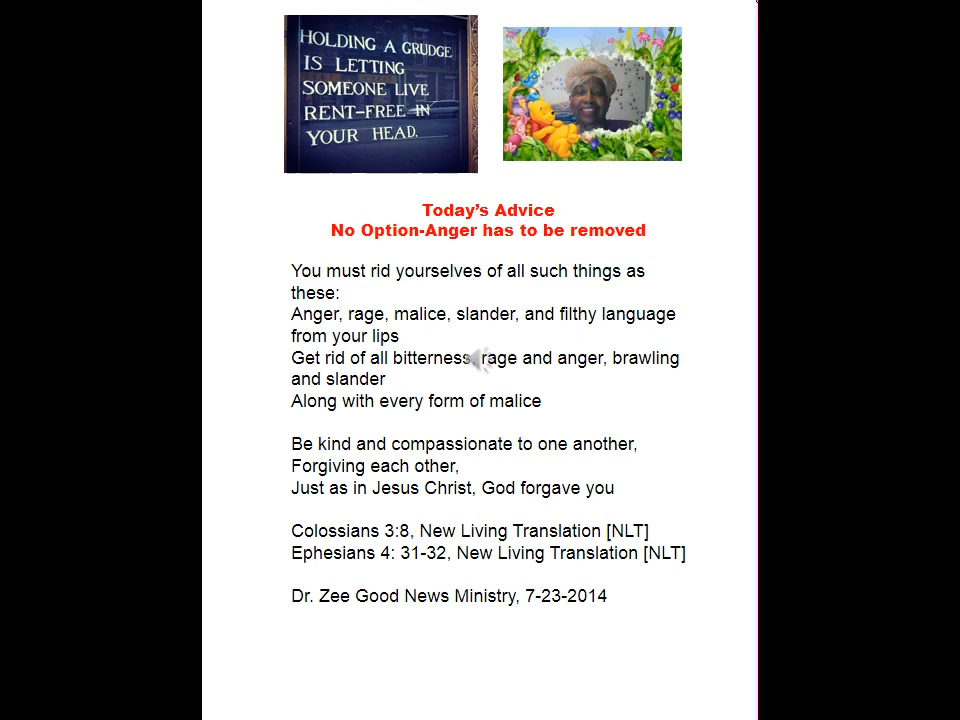 HOLDING A GRUDGE
IS LETTING
SOMEONE LIVE
RENT-FREE IN
YOUR HEAD.
Today's Advice
No Option-Anger has to be removed
You must rid yourselves of all such things as
these:
Anger, rage, malice, slander, and filthy language
from your lips
Get rid of all bitterness, rage and anger, brawling
and slander
Along with every form of malice
Be kind and compassionate to one another,
Forgiving each other,
Just as in Jesus Christ, God forgave you
Colossians 3:8, New Living Translation [NLT]
Ephesians 4: 31-32, New Living Translation [NLT]
Dr. Zee Good News Ministry, 7-23-2014